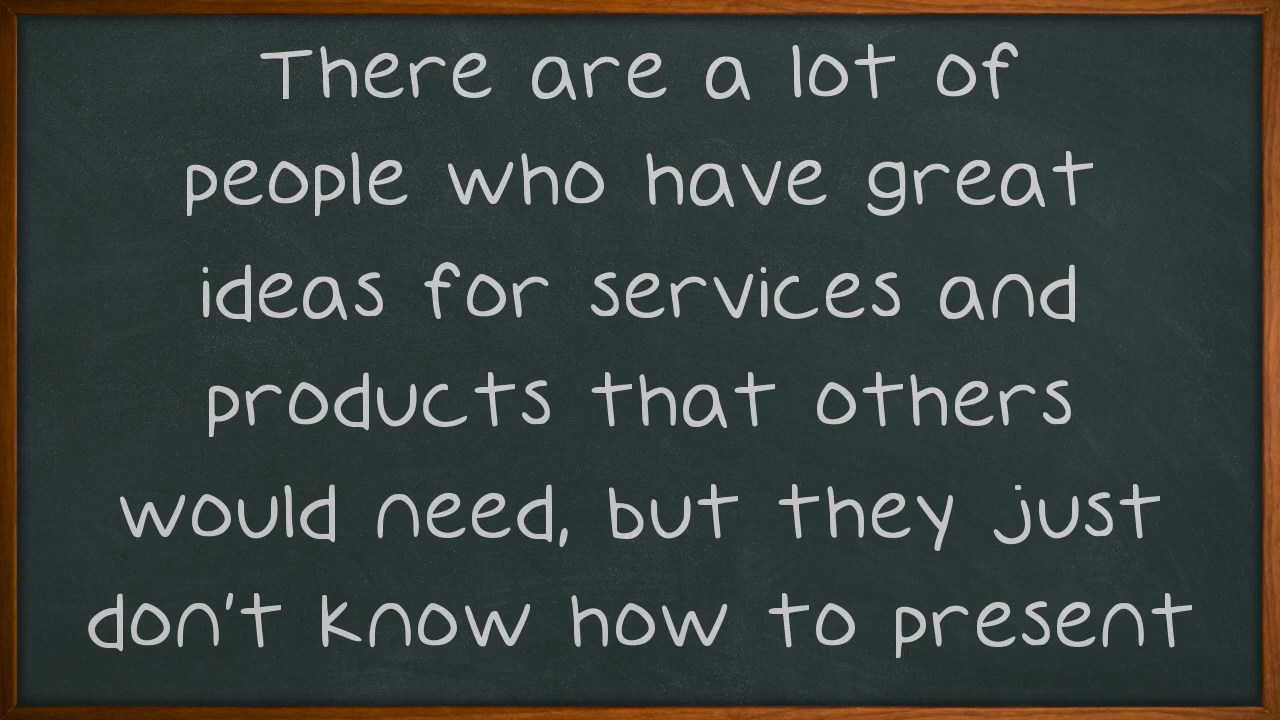 There are a lot of
people who have great
ideas for services and
products that others
would need, but they just
don't know how to present